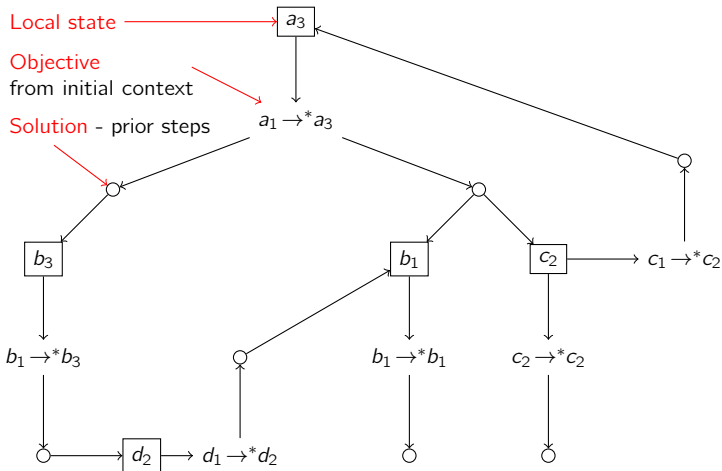 Local state
a₃
Objective
from initial context
a₁ →* a₃
Solution - prior steps
b₃
b₁
c₂
c₁ →* c₂
b₁ →* b₃
b₁ →* b₁
c₂ →* c₂
d₂
d₁ →* d₂